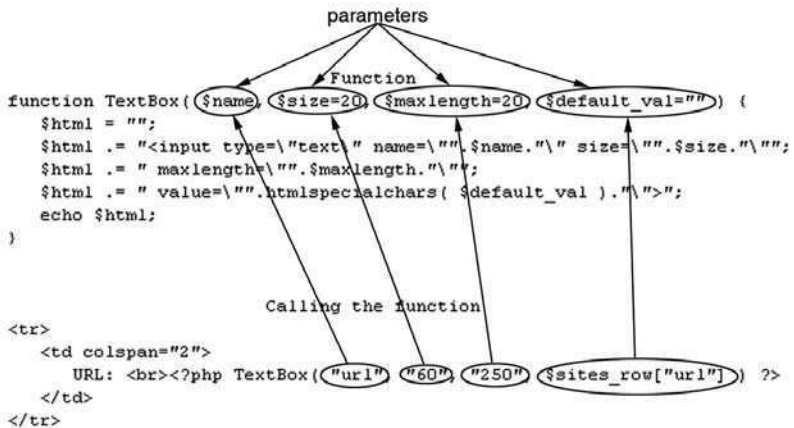 parameters
Function
function TextBox( $name, $size=20, $maxlength=20, $default_val="" ) {
$html = "";
$html .= "<input type=\"text\" name=\"".$name."\" size=\"".$size."\"";
$html .= " maxlength=\"".$maxlength."\"";
$html .= " value=\"".htmlspecialchars( $default_val )."\">";
echo $html;
}
Calling the function
<tr>
<td colspan="2">
URL: <br><?php TextBox( "url", "60", "250", $sites_row["url"] ) ?>
</td>
</tr>